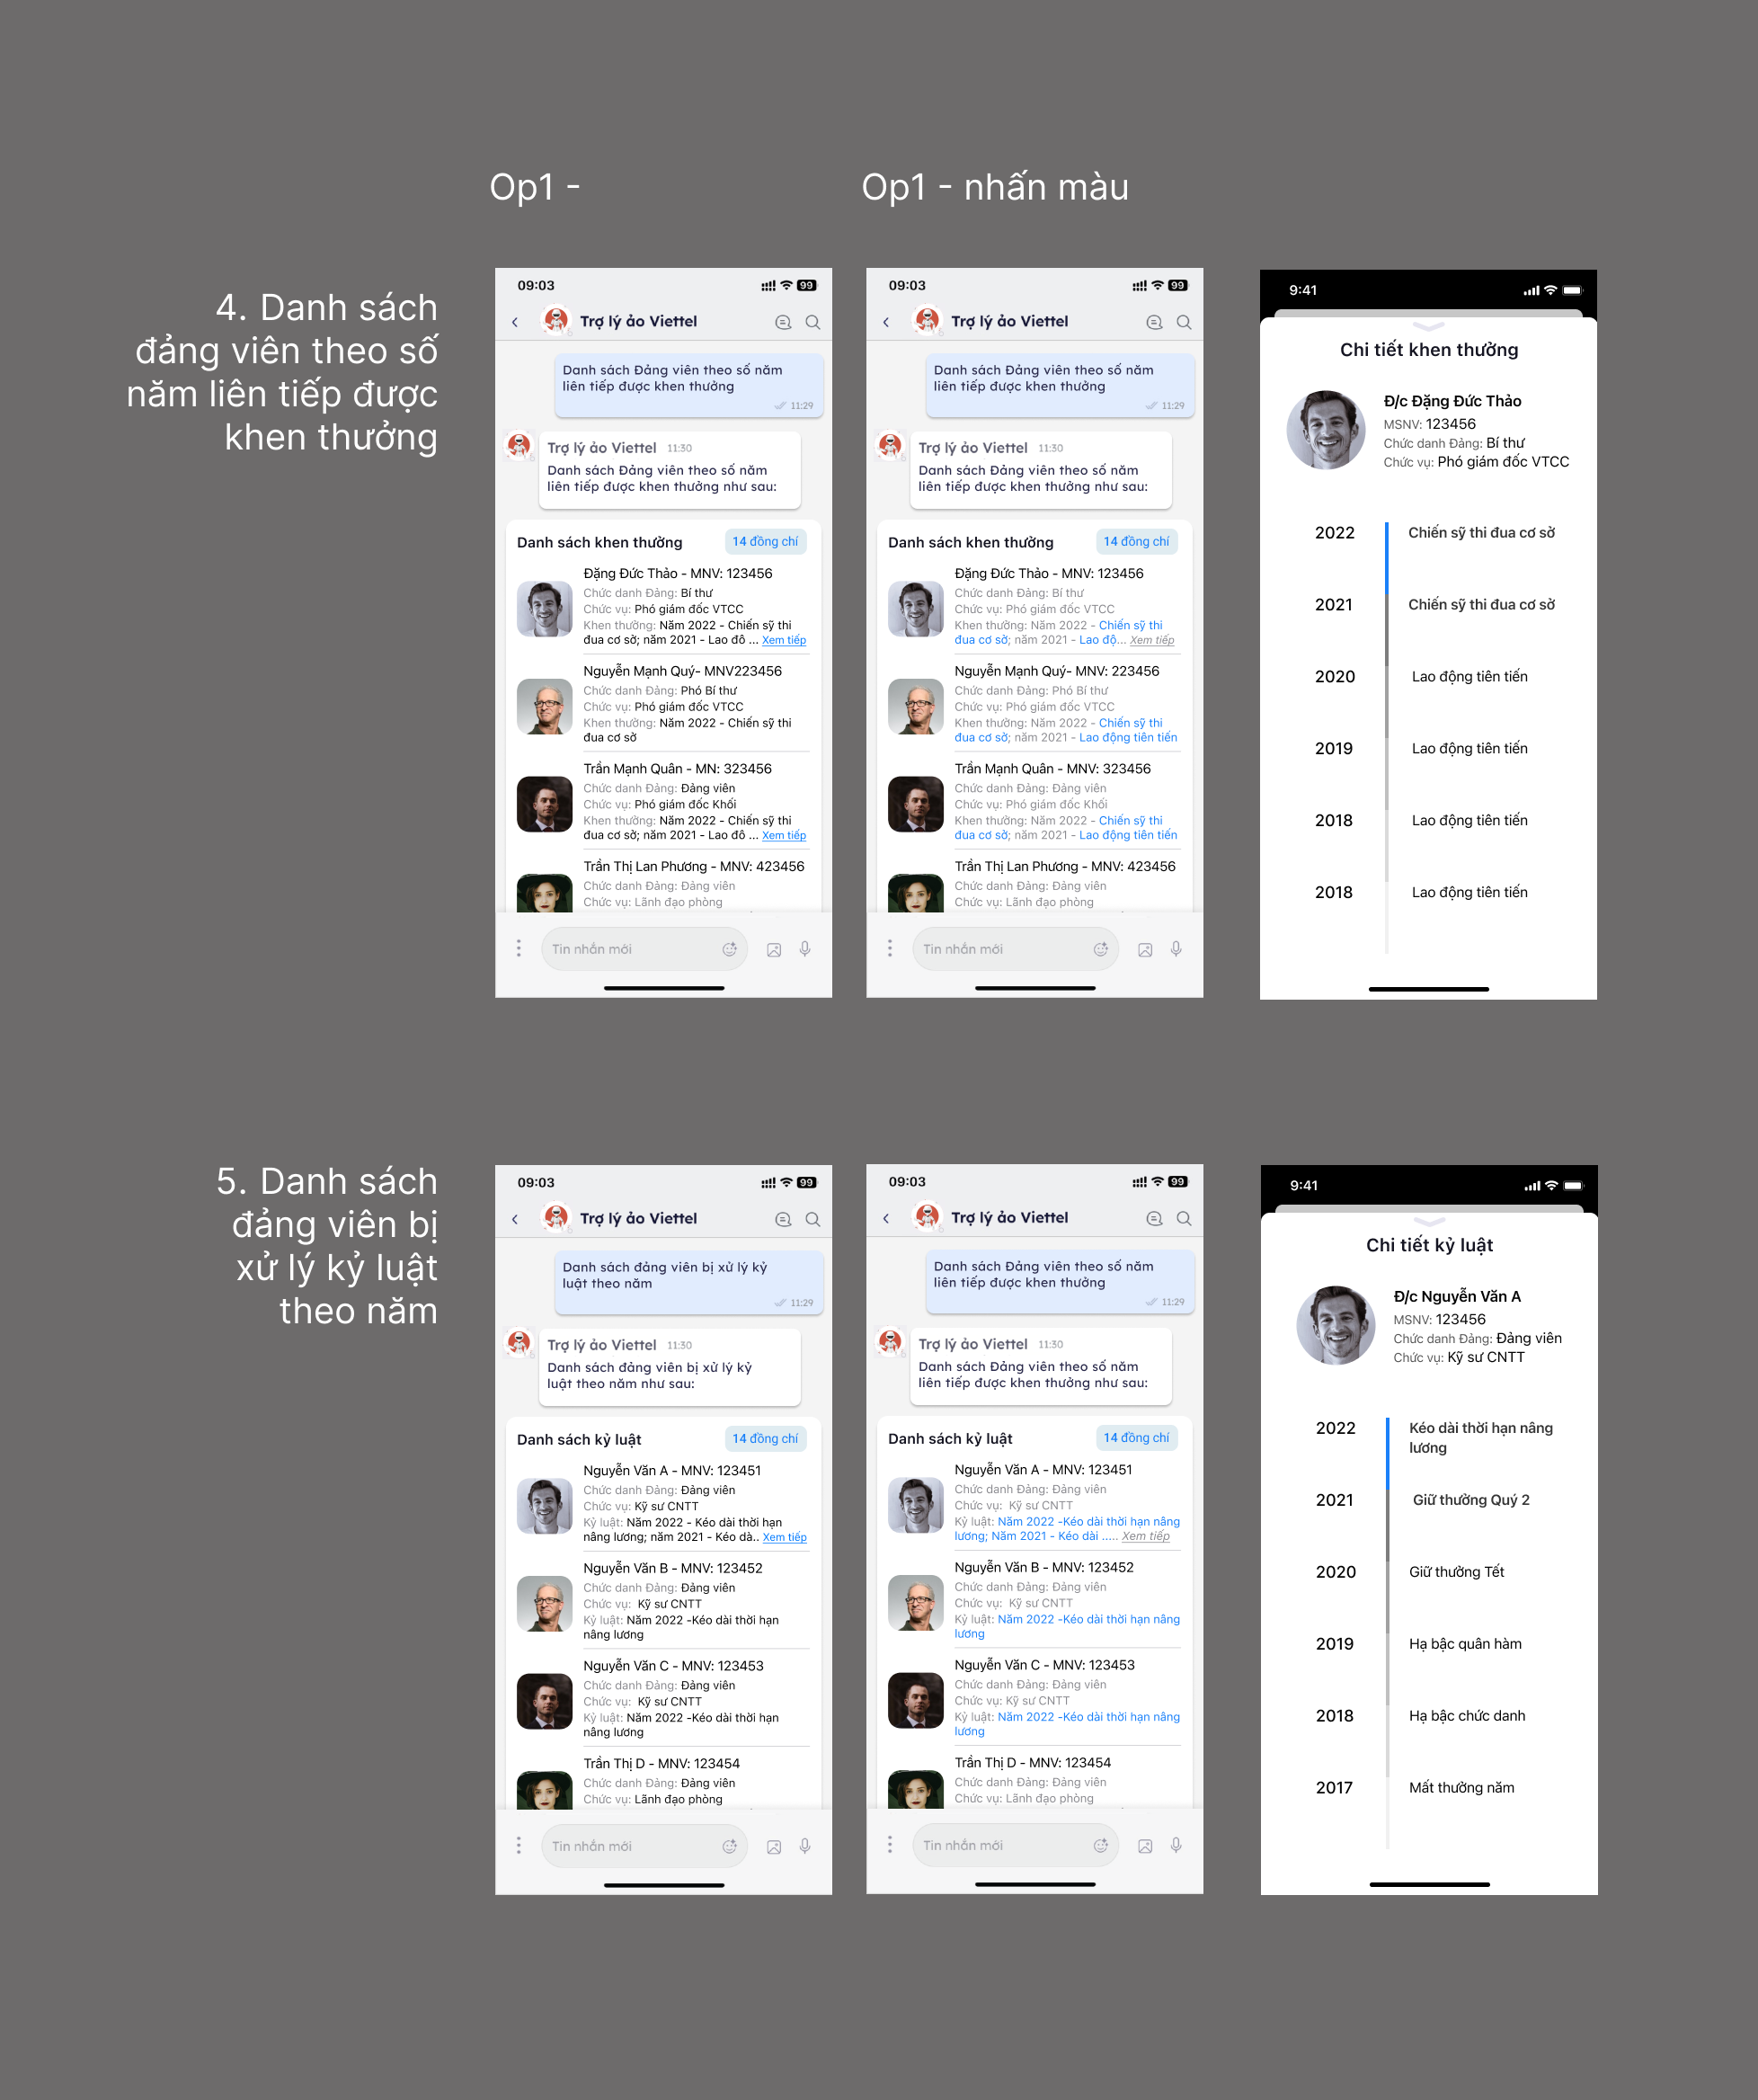 Op1 -
Op1 - nhấn màu
4. Danh sách
đảng viên theo số
năm liên tiếp được
khen thưởng
09:03
99
Trợ lý ảo Viettel
Danh sách Đảng viên theo số năm
liên tiếp được khen thưởng
11:29
Trợ lý ảo Viettel 11:30
Danh sách Đảng viên theo số năm
liên tiếp được khen thưởng như sau:
Danh sách khen thưởng
14 đồng chí
Đặng Đức Thảo - MNV: 123456
Chức danh Đảng: Bí thư
Chức vụ: Phó giám đốc VTCC
Khen thưởng: Năm 2022 - Chiến sỹ thi
đua cơ sở; năm 2021 - Lao đô ... Xem tiếp
Nguyễn Mạnh Quý- MNV223456
Chức danh Đảng: Phó Bí thư
Chức vụ: Phó giám đốc VTCC
Khen thưởng: Năm 2022 - Chiến sỹ thi
đua cơ sở
Trần Mạnh Quân - MN: 323456
Chức danh Đảng: Đảng viên
Chức vụ: Phó giám đốc Khối
Khen thưởng: Năm 2022 - Chiến sỹ thi
đua cơ sở; năm 2021 - Lao đô ... Xem tiếp
Trần Thị Lan Phương - MNV: 423456
Chức danh Đảng: Đảng viên
Chức vụ: Lãnh đạo phòng
Tin nhắn mới
09:03
99
Trợ lý ảo Viettel
Danh sách Đảng viên theo số năm
liên tiếp được khen thưởng
11:29
Trợ lý ảo Viettel 11:30
Danh sách Đảng viên theo số năm
liên tiếp được khen thưởng như sau:
Danh sách khen thưởng
14 đồng chí
Đặng Đức Thảo - MNV: 123456
Chức danh Đảng: Bí thư
Chức vụ: Phó giám đốc VTCC
Khen thưởng: Năm 2022 - Chiến sỹ thi
đua cơ sở; năm 2021 - Lao độ... Xem tiếp
Nguyễn Mạnh Quý- MNV: 223456
Chức danh Đảng: Phó Bí thư
Chức vụ: Phó giám đốc VTCC
Khen thưởng: Năm 2022 - Chiến sỹ thi
đua cơ sở; năm 2021 - Lao động tiên tiến
Trần Mạnh Quân - MNV: 323456
Chức danh Đảng: Đảng viên
Chức vụ: Phó giám đốc Khối
Khen thưởng: Năm 2022 - Chiến sỹ thi
đua cơ sở; năm 2021 - Lao động tiên tiến
Trần Thị Lan Phương - MNV: 423456
Chức danh Đảng: Đảng viên
Chức vụ: Lãnh đạo phòng
Tin nhắn mới
9:41
Chi tiết khen thưởng
Đ/c Đặng Đức Thảo
MSNV: 123456
Chức danh Đảng: Bí thư
Chức vụ: Phó giám đốc VTCC
2022 Chiến sỹ thi đua cơ sở
2021 Chiến sỹ thi đua cơ sở
2020 Lao động tiên tiến
2019 Lao động tiên tiến
2018 Lao động tiên tiến
2018 Lao động tiên tiến
5. Danh sách
đảng viên bị
xử lý kỷ luật
theo năm
09:03
99
Trợ lý ảo Viettel
Danh sách đảng viên bị xử lý kỷ
luật theo năm
11:29
Trợ lý ảo Viettel 11:30
Danh sách đảng viên bị xử lý kỷ
luật theo năm như sau:
Danh sách kỷ luật
14 đồng chí
Nguyễn Văn A - MNV: 123451
Chức danh Đảng: Đảng viên
Chức vụ: Kỹ sư CNTT
Kỷ luật: Năm 2022 - Kéo dài thời hạn
nâng lương; năm 2021 - Kéo dà.. Xem tiếp
Nguyễn Văn B - MNV: 123452
Chức danh Đảng: Đảng viên
Chức vụ: Kỹ sư CNTT
Kỷ luật: Năm 2022 -Kéo dài thời hạn
nâng lương
Nguyễn Văn C - MNV: 123453
Chức danh Đảng: Đảng viên
Chức vụ: Kỹ sư CNTT
Kỷ luật: Năm 2022 -Kéo dài thời hạn
nâng lương
Trần Thị D - MNV: 123454
Chức danh Đảng: Đảng viên
Chức vụ: Lãnh đạo phòng
Tin nhắn mới
09:03
99
Trợ lý ảo Viettel
Danh sách Đảng viên theo số năm
liên tiếp được khen thưởng
11:29
Trợ lý ảo Viettel 11:30
Danh sách Đảng viên theo số năm
liên tiếp được khen thưởng như sau:
Danh sách kỷ luật
14 đồng chí
Nguyễn Văn A - MNV: 123451
Chức danh Đảng: Đảng viên
Chức vụ: Kỹ sư CNTT
Kỷ luật: Năm 2022 -Kéo dài thời hạn nâng
lương; Năm 2021 - Kéo dài ..... Xem tiếp
Nguyễn Văn B - MNV: 123452
Chức danh Đảng: Đảng viên
Chức vụ: Kỹ sư CNTT
Kỷ luật: Năm 2022 -Kéo dài thời hạn nâng
lương
Nguyễn Văn C - MNV: 123453
Chức danh Đảng: Đảng viên
Chức vụ: Kỹ sư CNTT
Kỷ luật: Năm 2022 -Kéo dài thời hạn nâng
lương
Trần Thị D - MNV: 123454
Chức danh Đảng: Đảng viên
Chức vụ: Lãnh đạo phòng
Tin nhắn mới
9:41
Chi tiết kỷ luật
Đ/c Nguyễn Văn A
MSNV: 123456
Chức danh Đảng: Đảng viên
Chức vụ: Kỹ sư CNTT
2022 Kéo dài thời hạn nâng
lương
2021 Giữ thưởng Quý 2
2020 Giữ thưởng Tết
2019 Hạ bậc quân hàm
2018 Hạ bậc chức danh
2017 Mất thưởng năm